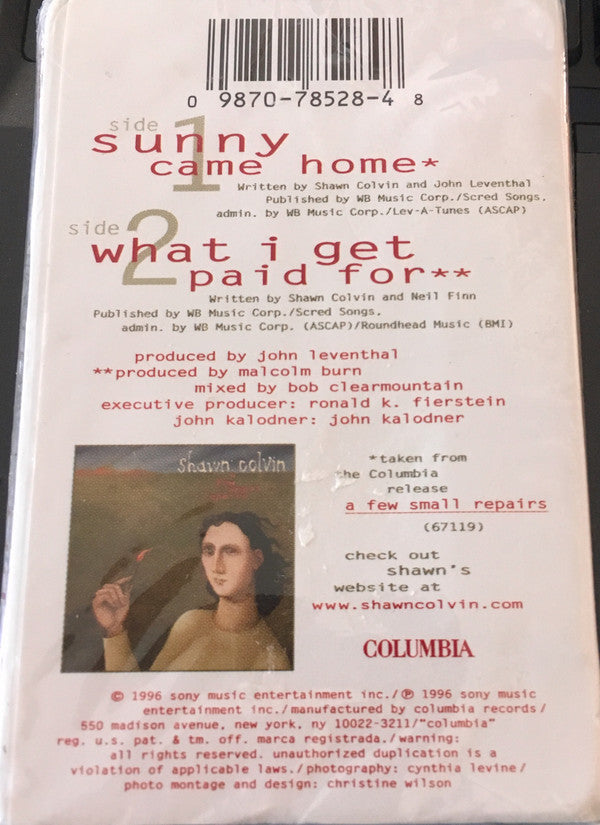 0 9870-78528-4 8
side 1
sunny
came home*
Written by Shawn Colvin and John Leventhal
Published by WB Music Corp./Scred Songs,
admin. by WB Music Corp./Lev-A-Tunes (ASCAP)
side 2
what i get
paid for**
Written by Shawn Colvin and Neil Finn
Published by WB Music Corp./Scred Songs,
admin. by WB Music Corp. (ASCAP)/Roundhead Music (BMI)
produced by john leventhal
**produced by malcolm burn
mixed by bob clearmountain
executive producer: ronald k. fierstein
john kalodner: john kalodner
shawn colvin
*taken from
the Columbia
release
a few small repairs
(67119)
check out
shawn's
website at
www.shawncolvin.com
COLUMBIA
© 1996 sony music entertainment inc./℗ 1996 sony music
entertainment inc./manufactured by columbia records/
550 madison avenue, new york, ny 10022-3211/"columbia"
reg. u.s. pat. & tm. off. marca registrada./warning:
all rights reserved. unauthorized duplication is a
violation of applicable laws./photography: cynthia levine/
photo montage and design: christine wilson